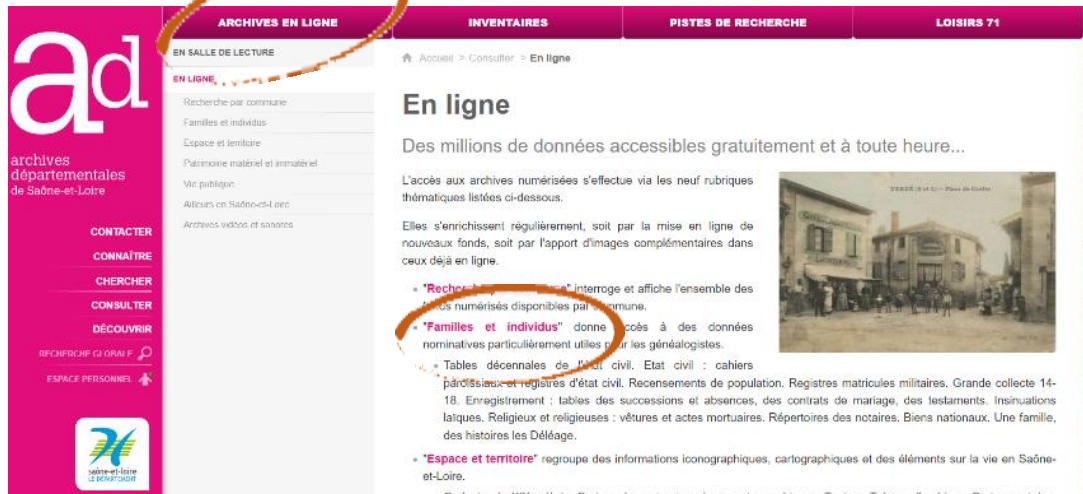 ARCHIVES EN LIGNE
INVENTAIRES
PISTES DE RECHERCHE
LOISIRS 71
ad
archives
départementales
de Saône-et-Loire
CONTACTER
CONNAÎTRE
CHERCHER
CONSULTER
DÉCOUVRIR
RECHERCHE GLOBALE
ESPACE PERSONNEL
saône-et-loire
LE DÉPARTEMENT
EN SALLE DE LECTURE
EN LIGNE
Recherche par commune
Familles et individus
Espace et territoire
Patrimoine matériel et immatériel
Vie publique
Ailleurs en Saône-et-Loire
Archives vidéos et sonores
Accueil > Consulter > En ligne
En ligne
Des millions de données accessibles gratuitement et à toute heure...
L'accès aux archives numérisées s'effectue via les neuf rubriques
thématiques listées ci-dessous.
Elles s'enrichissent régulièrement, soit par la mise en ligne de
nouveaux fonds, soit par l'apport d'images complémentaires dans
ceux déjà en ligne.
"Recherche par commune" interroge et affiche l'ensemble des
fonds numérisés disponibles par commune.
"Familles et individus" donne accès à des données
nominatives particulièrement utiles pour les généalogistes.
Tables décennales de l'état civil. Etat civil : cahiers
paroissiaux et registres d'état civil. Recensements de population. Registres matricules militaires. Grande collecte 14-
18. Enregistrement : tables des successions et absences, des contrats de mariage, des testaments. Insinuations
laïques. Religieux et religieuses : vêtures et actes mortuaires. Répertoires des notaires. Biens nationaux. Une famille,
des histoires les Déléage.
"Espace et territoire" regroupe des informations iconographiques, cartographiques et des éléments sur la vie en Saône-
et-Loire.